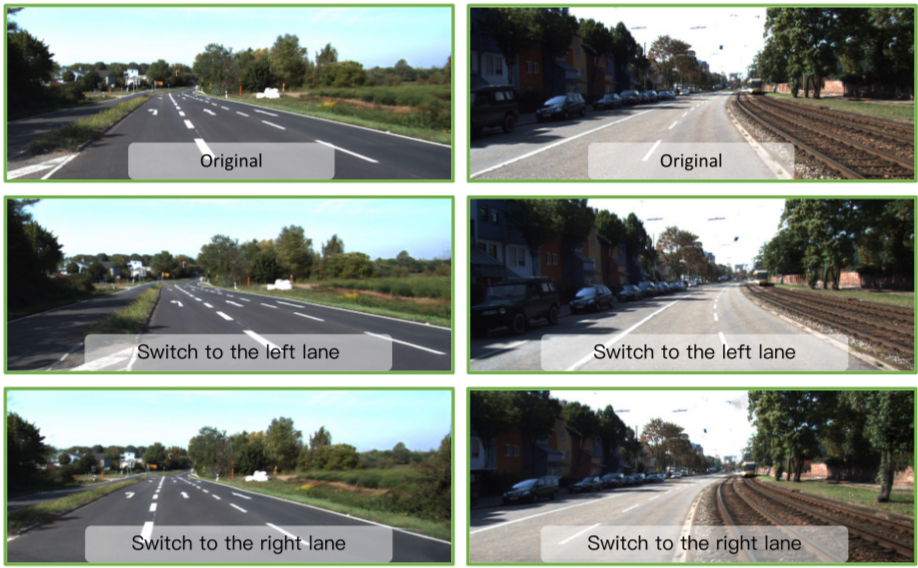 Original
Original
Switch to the left lane
Switch to the left lane
Switch to the right lane
Switch to the right lane